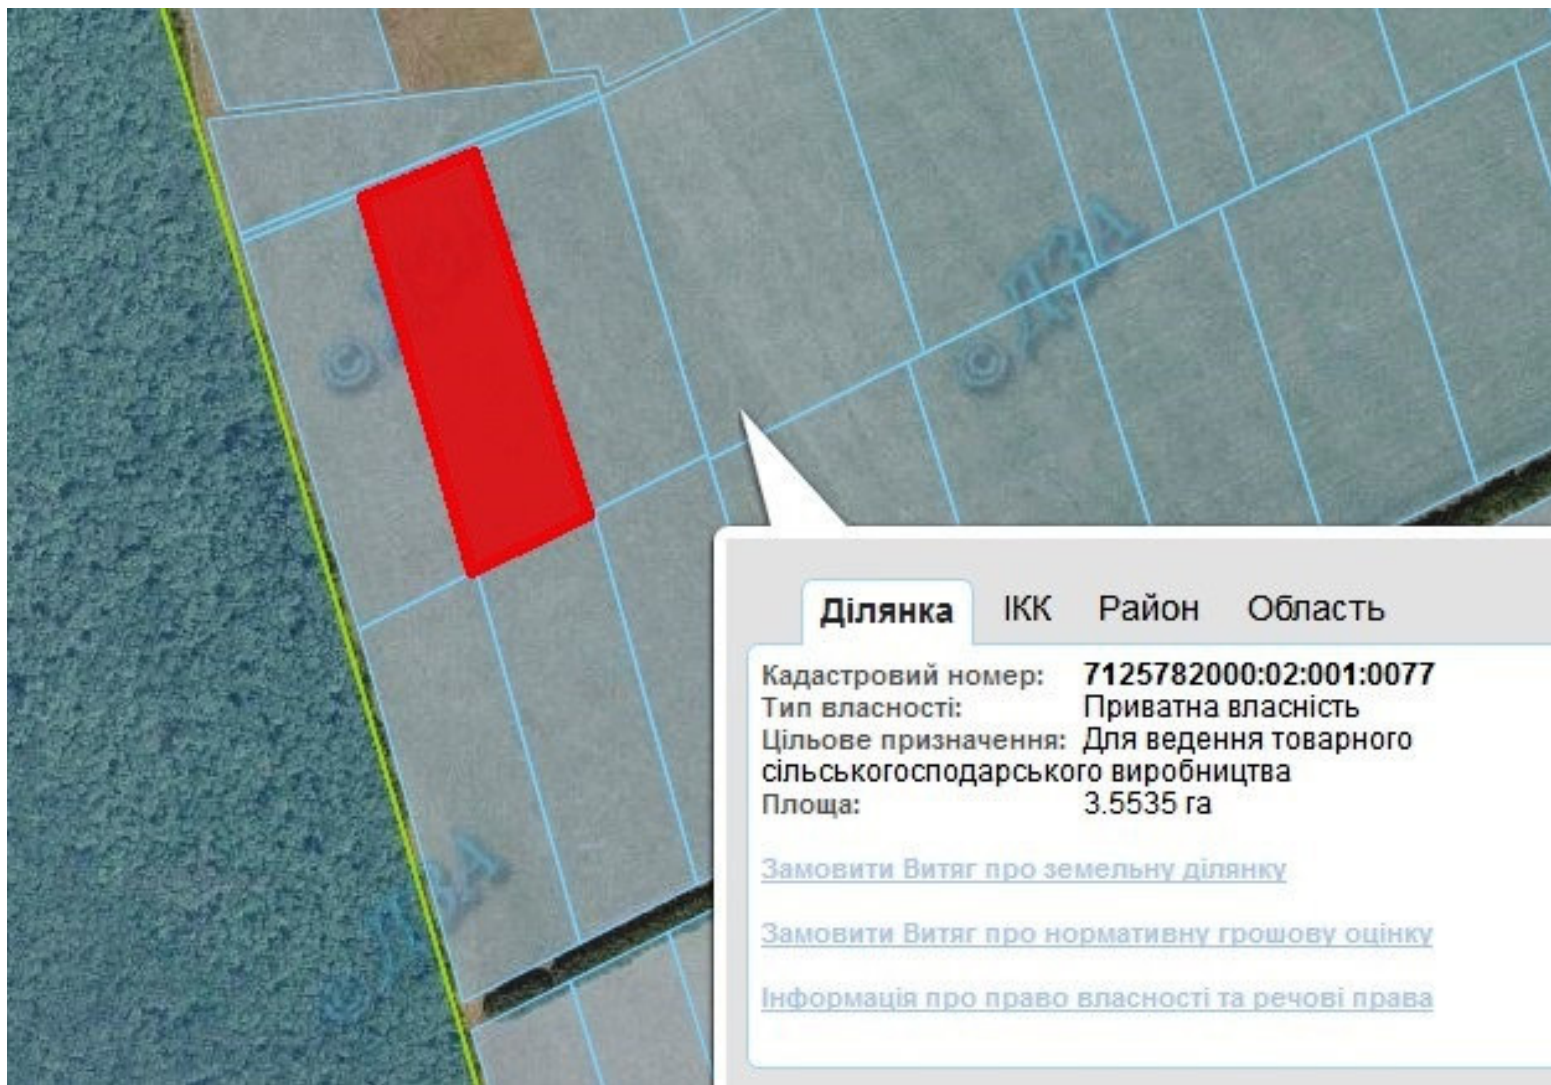 © ДЗА
© ДЗА
Ділянка ІКК Район Область
Кадастровий номер: 7125782000:02:001:0077
Тип власності: Приватна власність
Цільове призначення: Для ведення товарного
сільськогосподарського виробництва
Площа: 3.5535 га
Замовити Витяг про земельну ділянку
Замовити Витяг про нормативну грошову оцінку
Інформація про право власності та речові права